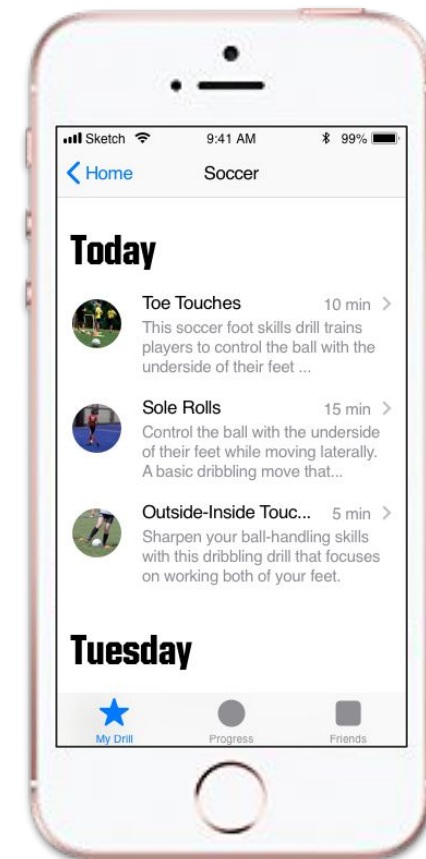 Sketch 9:41 AM 99%
Home Soccer
Today
Toe Touches 10 min
This soccer foot skills drill trains
players to control the ball with the
underside of their feet ...
Sole Rolls 15 min
Control the ball with the underside
of their feet while moving laterally.
A basic dribbling move that...
Outside-Inside Touc... 5 min
Sharpen your ball-handling skills
with this dribbling drill that focuses
on working both of your feet.
Tuesday
My Drill Progress Friends